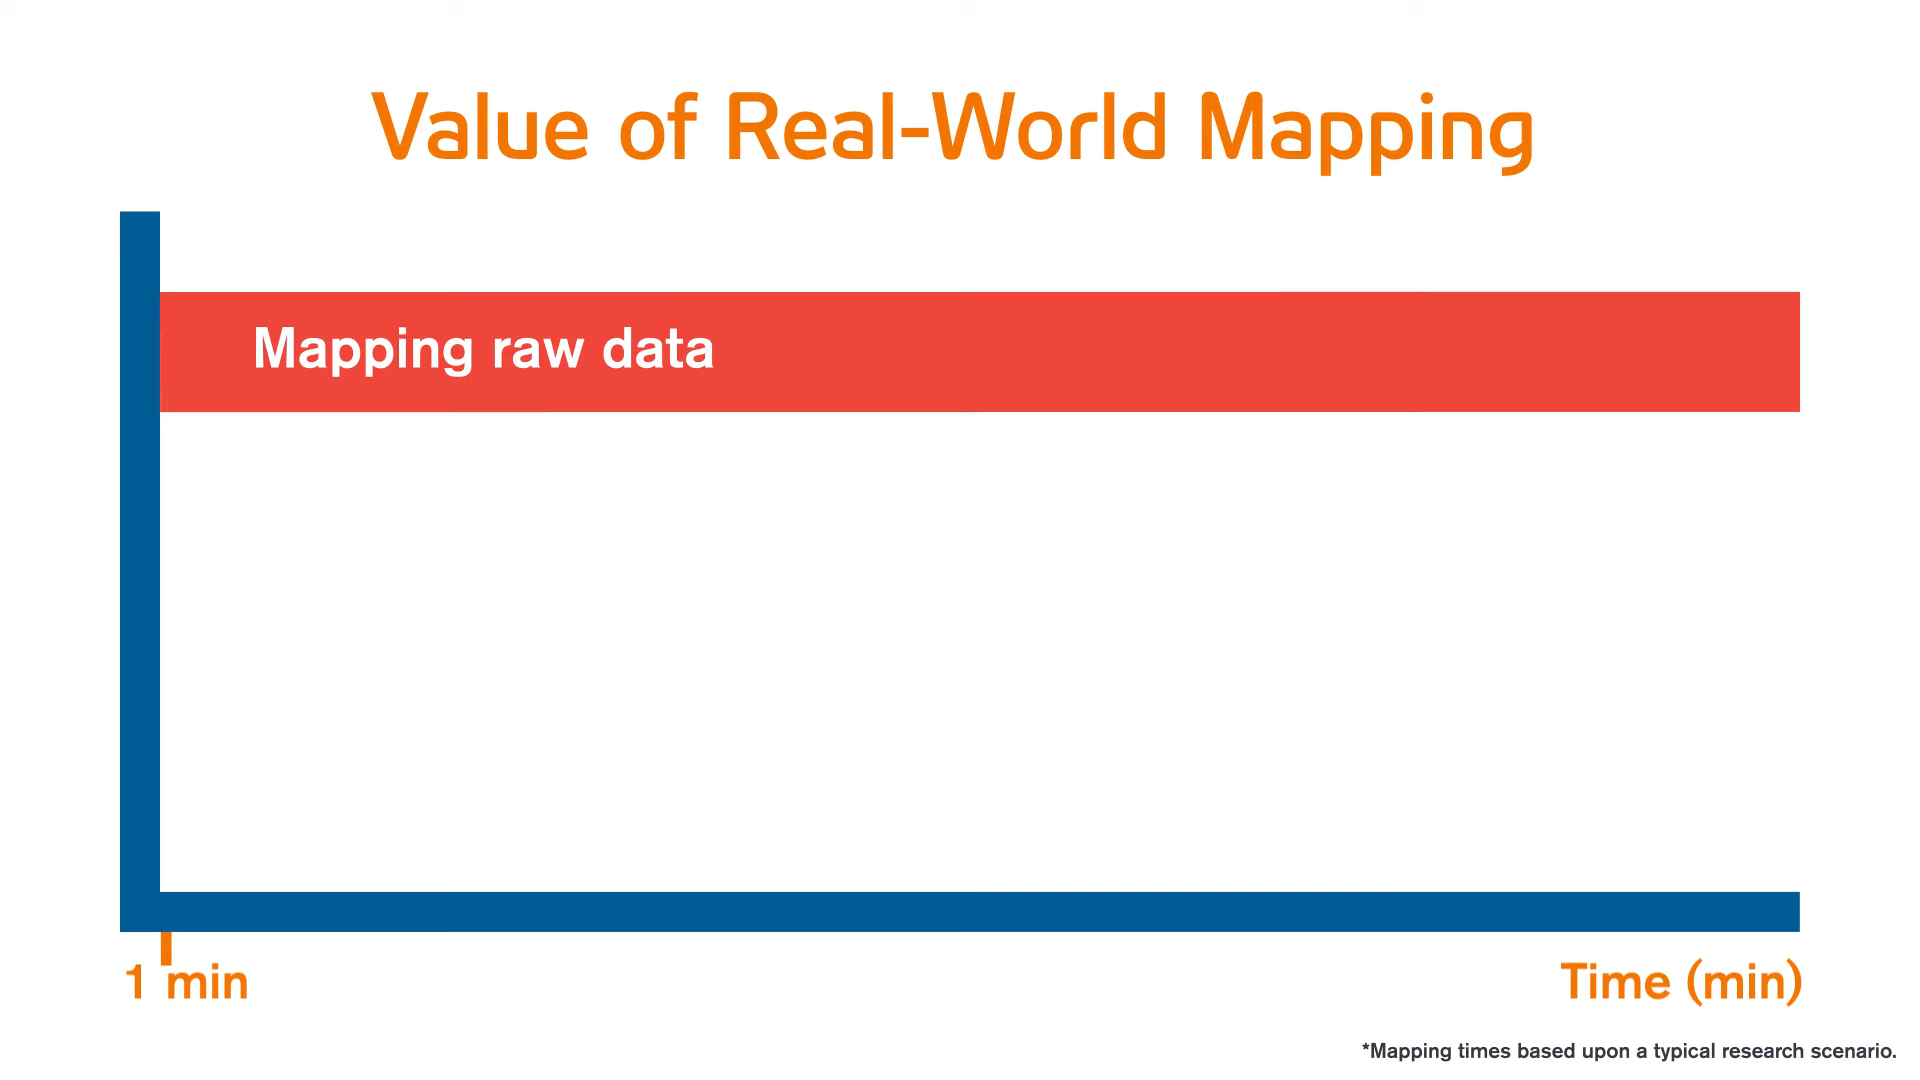 Value of Real-World Mapping
Mapping raw data
1 min
Time (min)
*Mapping times based upon a typical research scenario.